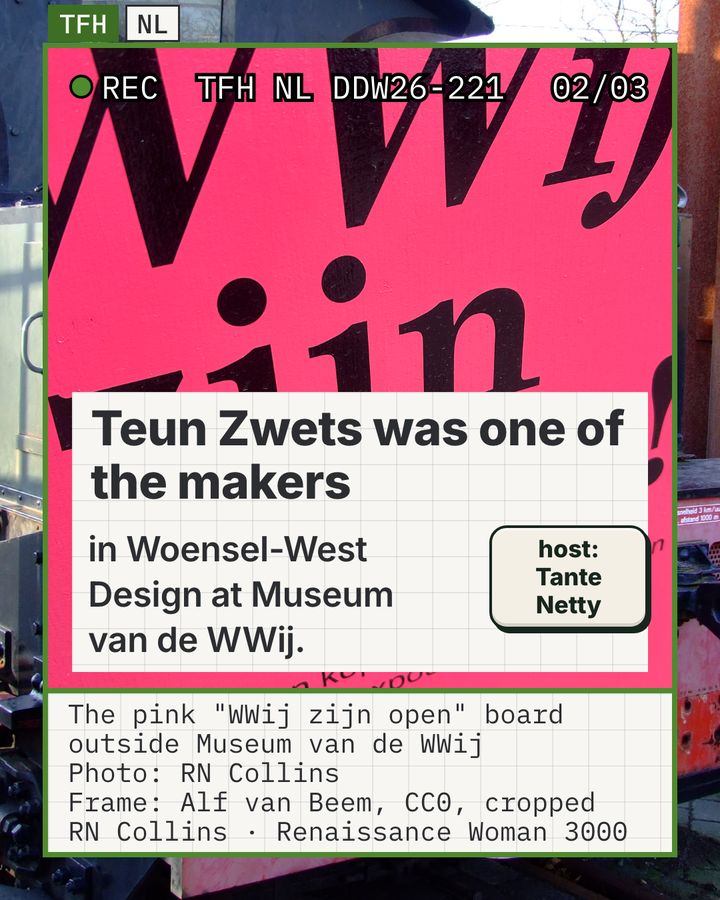 TFH NL
REC TFH NL DDW26-221 02/03
WWij
zijn
!
Teun Zwets was one of
the makers
in Woensel-West
Design at Museum
van de WWij.
host:
Tante
Netty
The pink "WWij zijn open" board
outside Museum van de WWij
Photo: RN Collins
Frame: Alf van Beem, CC0, cropped
RN Collins · Renaissance Woman 3000